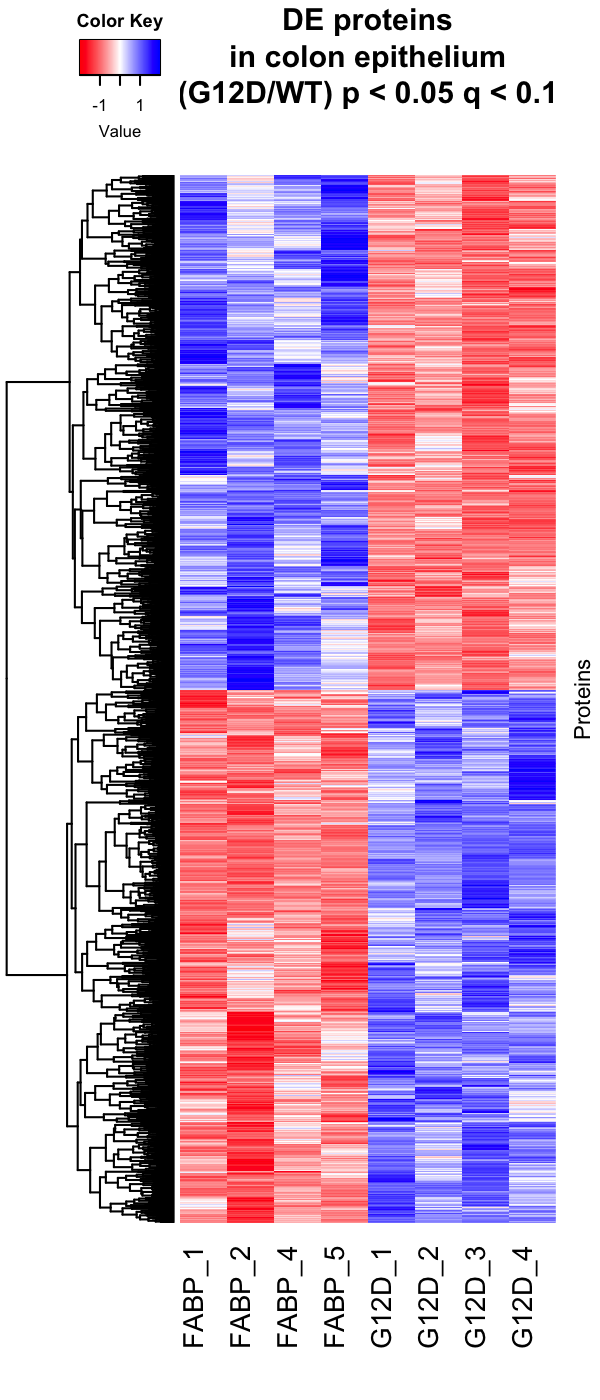 Color Key
-1 1
Value
DE proteins
in colon epithelium
(G12D/WT) p < 0.05 q < 0.1
Proteins
FABP_1
FABP_2
FABP_4
FABP_5
G12D_1
G12D_2
G12D_3
G12D_4